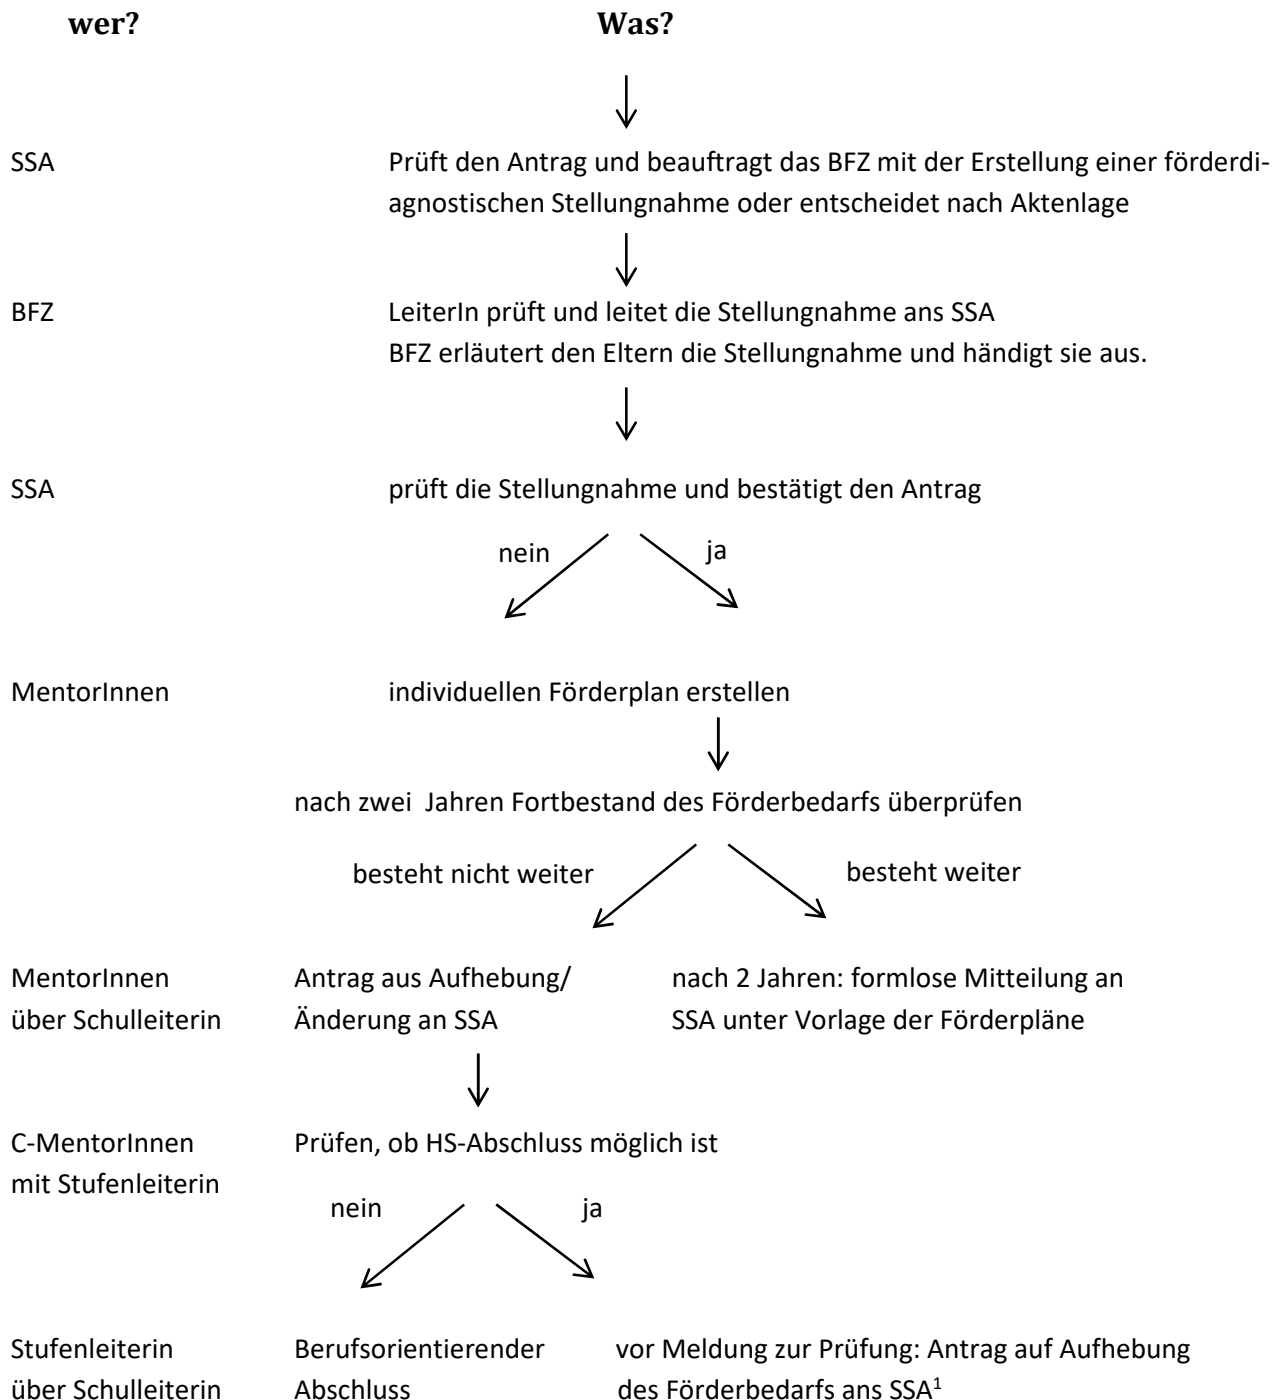 wer? Was?
SSA Prüft den Antrag und beauftragt das BFZ mit der Erstellung einer förderdi-
agnostischen Stellungnahme oder entscheidet nach Aktenlage
BFZ LeiterIn prüft und leitet die Stellungnahme ans SSA
BFZ erläutert den Eltern die Stellungnahme und händigt sie aus.
SSA prüft die Stellungnahme und bestätigt den Antrag
nein ja
MentorInnen individuellen Förderplan erstellen
nach zwei Jahren Fortbestand des Förderbedarfs überprüfen
besteht nicht weiter besteht weiter
MentorInnen Antrag aus Aufhebung/ nach 2 Jahren: formlose Mitteilung an
über Schulleiterin Änderung an SSA SSA unter Vorlage der Förderpläne
C-MentorInnen Prüfen, ob HS-Abschluss möglich ist
mit Stufenleiterin
nein ja
Stufenleiterin Berufsorientierender vor Meldung zur Prüfung: Antrag auf Aufhebung
über Schulleiterin Abschluss des Förderbedarfs ans SSA¹